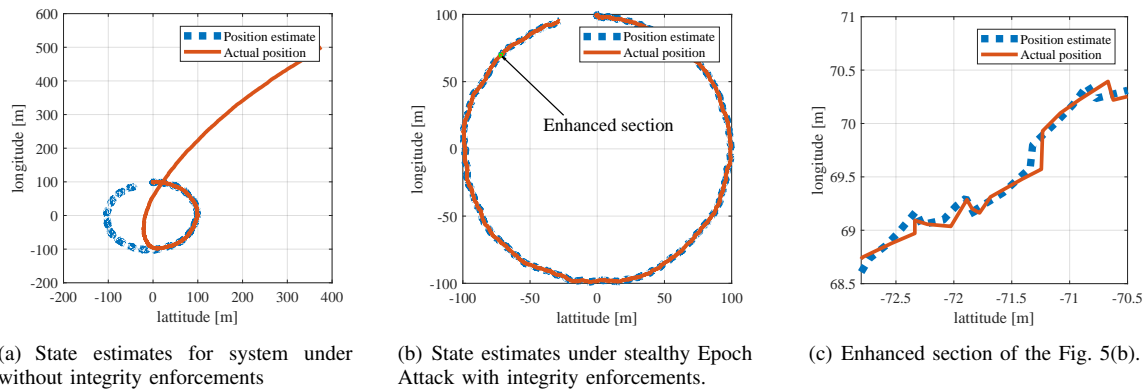 600
500
400
300
200
100
0
-100
-200
-200 -100 0 100 200 300 400
longitude [m]
lattitude [m]
Position estimate
Actual position
(a) State estimates for system under
without integrity enforcements
100
50
0
-50
-100
-100 -50 0 50 100
longitude [m]
lattitude [m]
Position estimate
Actual position
Enhanced section
(b) State estimates under stealthy Epoch
Attack with integrity enforcements.
71
70.5
70
69.5
69
68.5
-72.5 -72 -71.5 -71 -70.5
longitude [m]
lattitude [m]
Position estimate
Actual position
(c) Enhanced section of the Fig. 5(b).